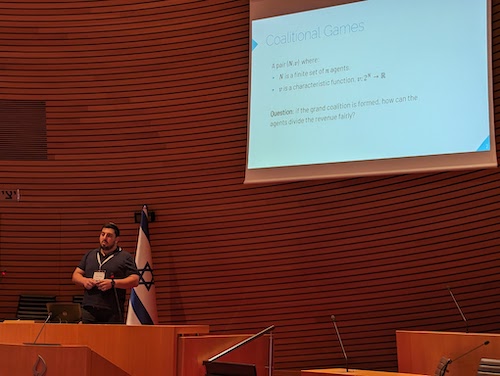 Coalitional Games
A pair (N, v) where:
• N is a finite set of n agents.
• v is a characteristic function, v: 2ᴺ → ℝ
Question: If the grand coalition is formed, how can the
agents divide the revenue fairly?